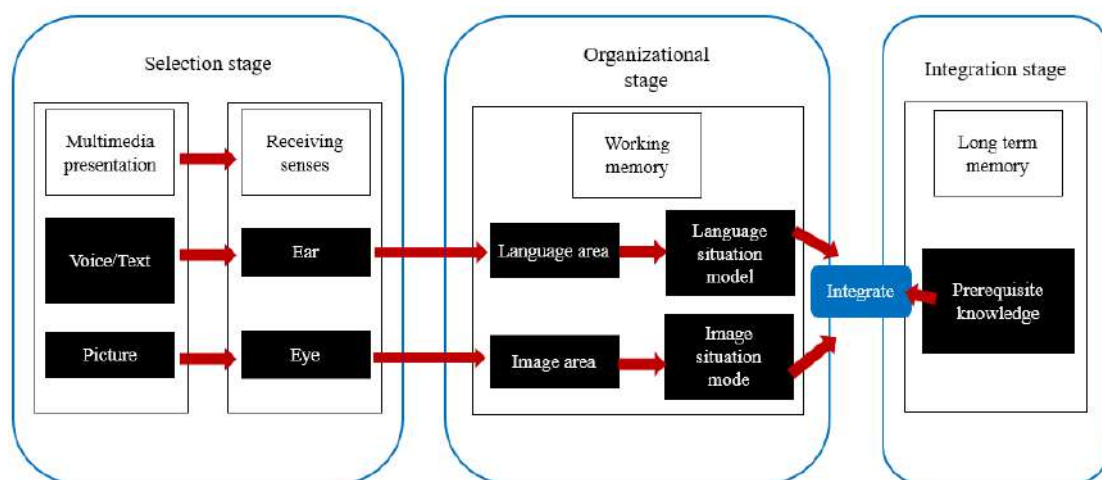 Selection stage
Multimedia
presentation
Receiving
senses
Voice/Text
Ear
Picture
Eye
Organizational
stage
Working
memory
Language area
Language
situation
model
Image area
Image
situation
mode
Integrate
Integration stage
Long term
memory
Prerequisite
knowledge